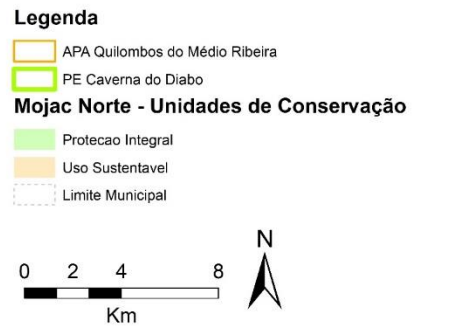 Legenda
APA Quilombos do Médio Ribeira
PE Caverna do Diabo
Mojac Norte - Unidades de Conservação
Protecao Integral
Uso Sustentavel
Limite Municipal
N
0 2 4 8
Km